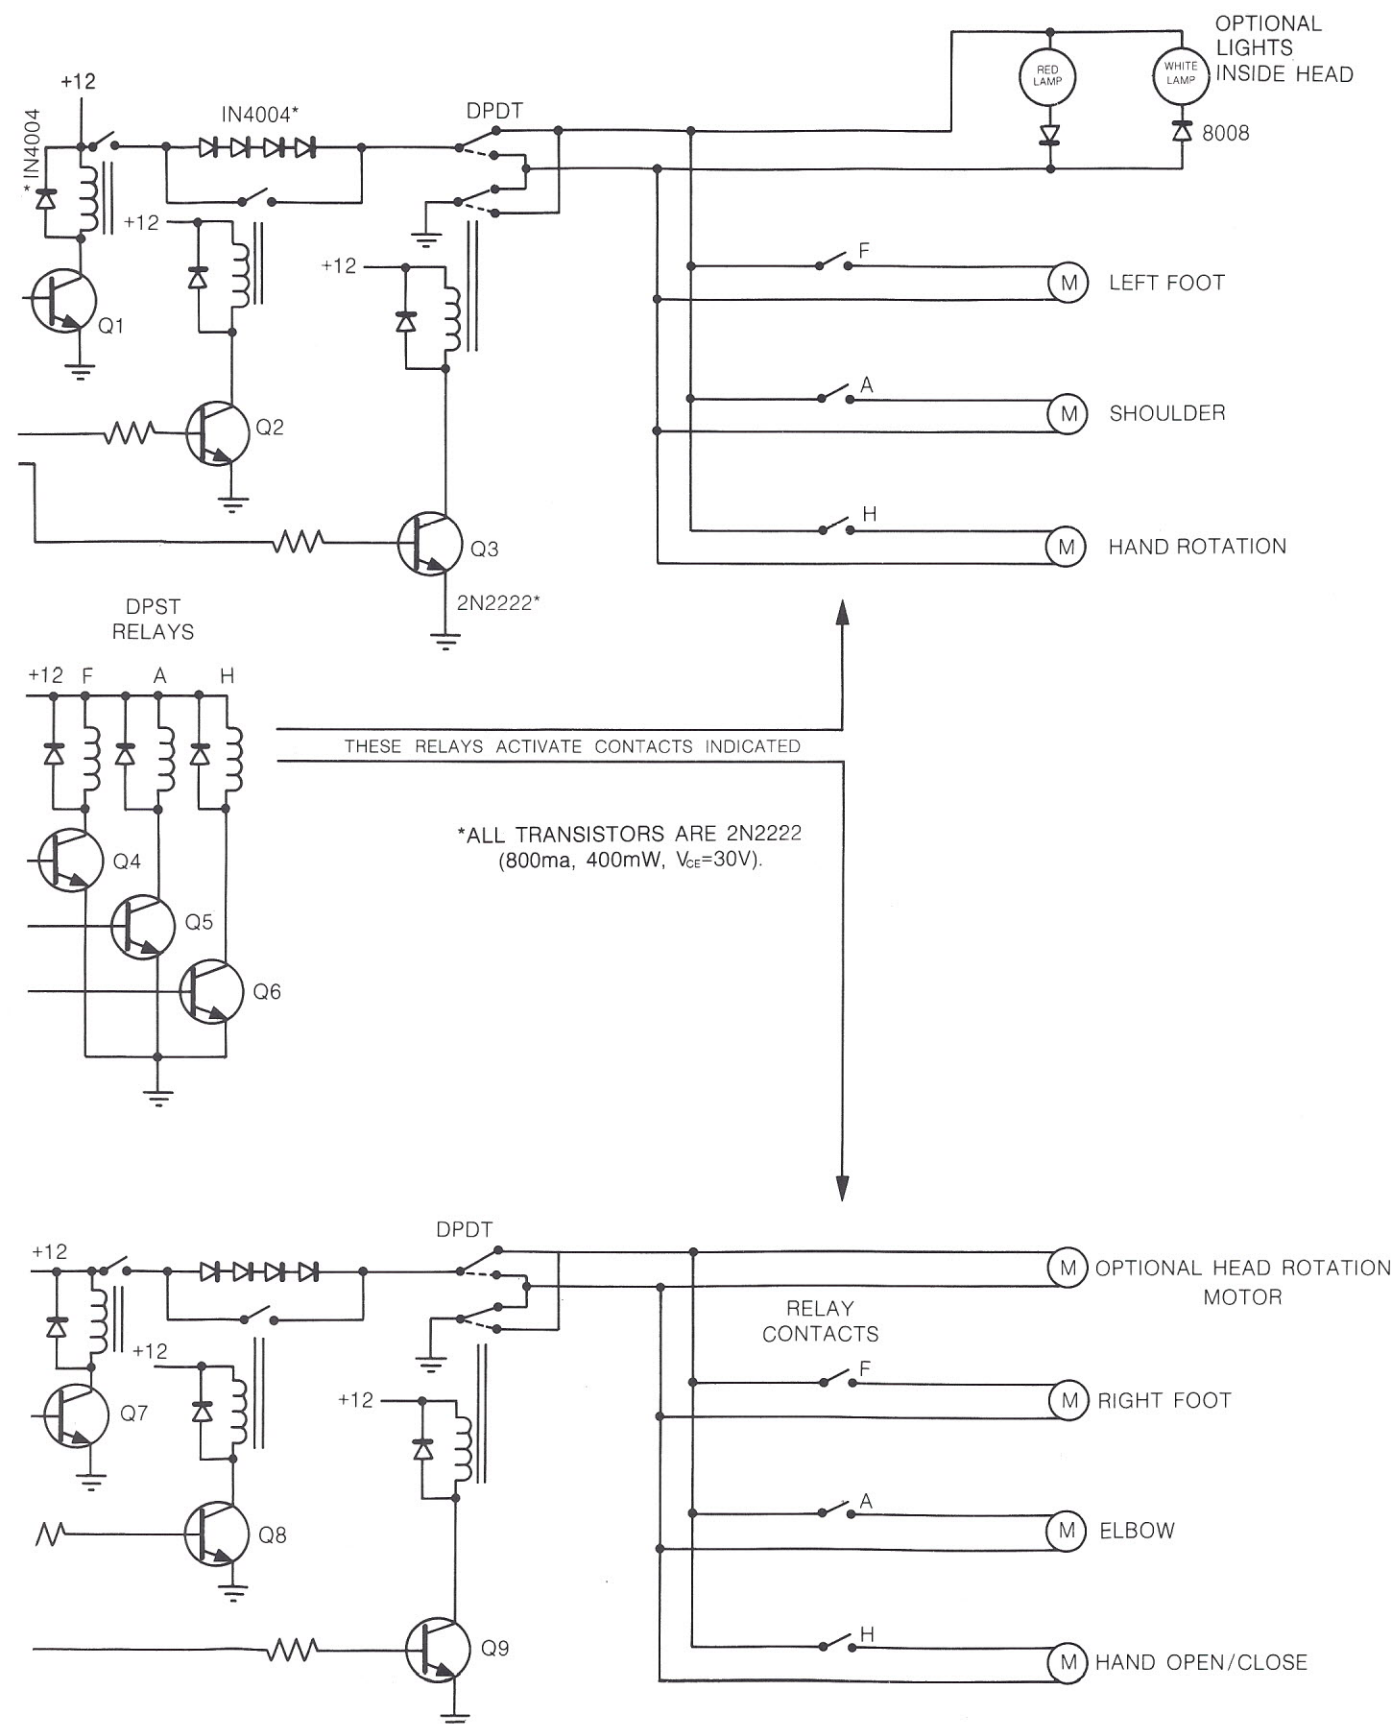 OPTIONAL
LIGHTS
INSIDE HEAD
RED
LAMP
WHITE
LAMP
8008
+12
* IN4004
IN4004*
DPDT
+12
+12
Q1
Q2
Q3
2N2222*
F
M
LEFT FOOT
A
M
SHOULDER
H
M
HAND ROTATION
DPST
RELAYS
+12 F A H
THESE RELAYS ACTIVATE CONTACTS INDICATED
*ALL TRANSISTORS ARE 2N2222
(800ma, 400mW, VCE=30V).
Q4
Q5
Q6
DPDT
+12
+12
+12
Q7
Q8
Q9
M
OPTIONAL HEAD ROTATION
MOTOR
RELAY
CONTACTS
F
M
RIGHT FOOT
A
M
ELBOW
H
M
HAND OPEN/CLOSE